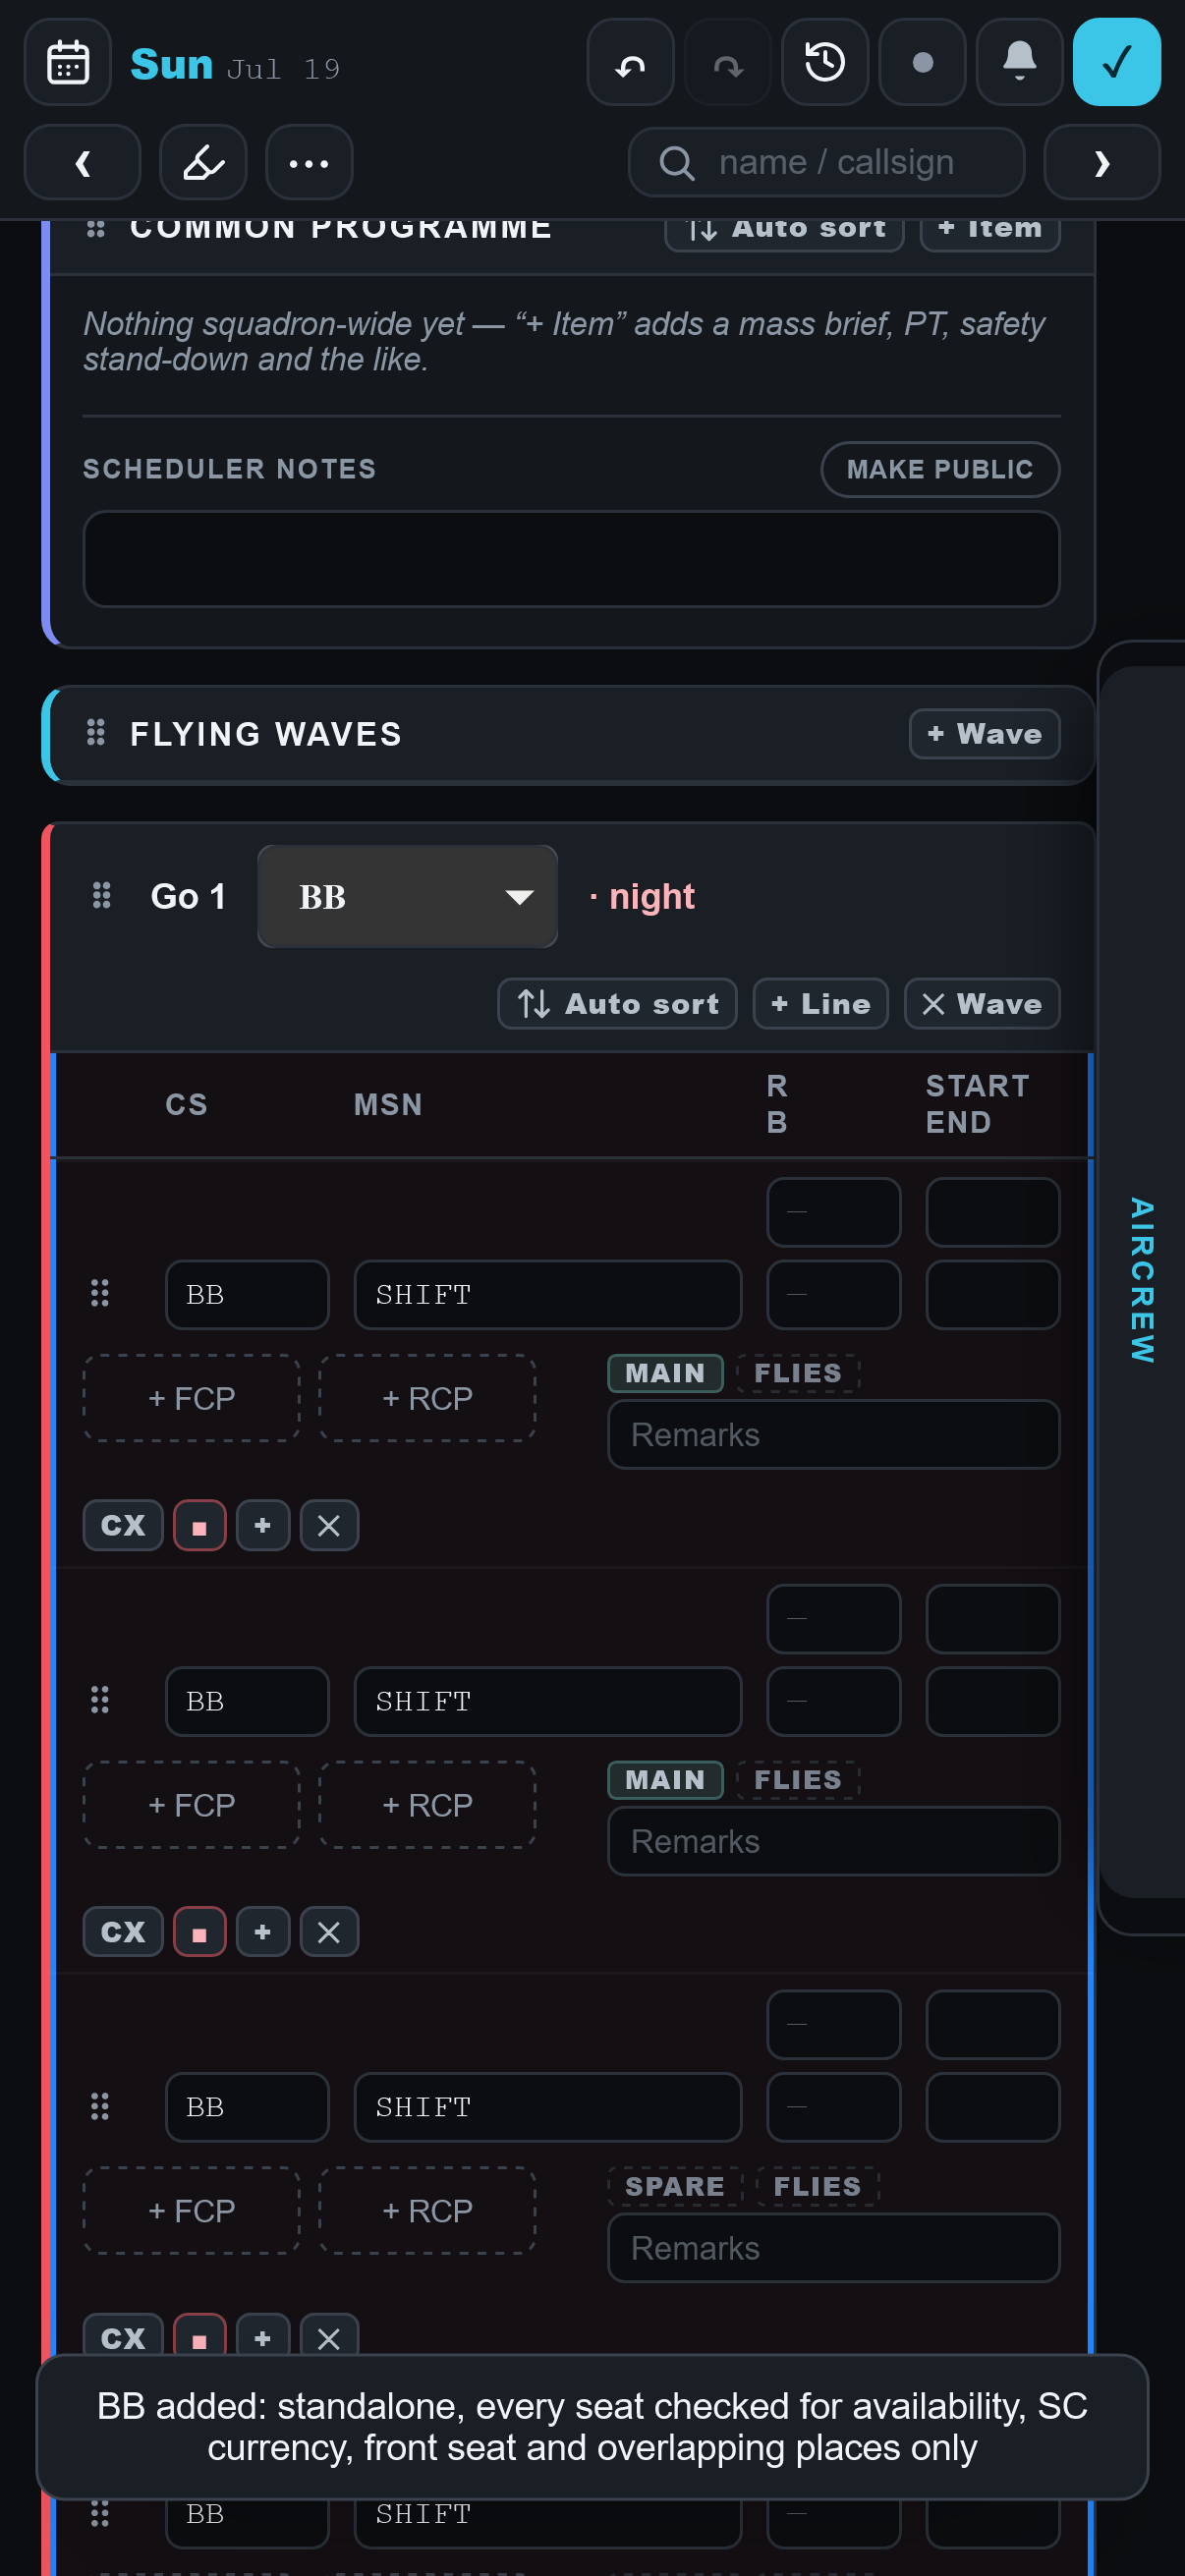 Sun Jul 19
name / callsign
COMMON PROGRAMME
Auto sort
+ Item
Nothing squadron-wide yet — “+ Item” adds a mass brief, PT, safety
stand-down and the like.
SCHEDULER NOTES
MAKE PUBLIC
FLYING WAVES
+ Wave
Go 1
BB
· night
Auto sort
+ Line
× Wave
CS
MSN
R
B
START
END
AIRCREW
—
BB
SHIFT
—
+ FCP
+ RCP
MAIN
FLIES
Remarks
CX
+
×
—
BB
SHIFT
—
+ FCP
+ RCP
MAIN
FLIES
Remarks
CX
+
×
—
BB
SHIFT
—
+ FCP
+ RCP
SPARE
FLIES
Remarks
CX
+
×
BB added: standalone, every seat checked for availability, SC
currency, front seat and overlapping places only
BB
SHIFT
—